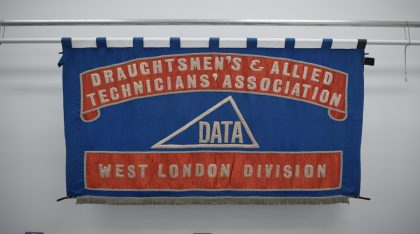 DRAUGHTSMEN'S & ALLIED
TECHNICIANS' ASSOCIATION
DATA
WEST LONDON DIVISION